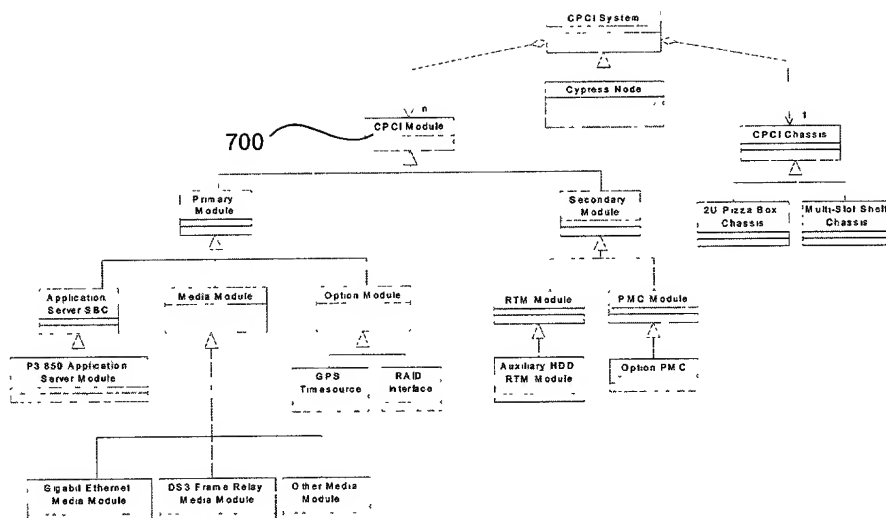 CPCI System
Cypress Node
n
CPCI Module
700
1
CPCI Chassis
Primary
Module
Secondary
Module
2U Pizza Box
Chassis
Multi-Slot Shelf
Chassis
Application
Server SBC
Media Module
Option Module
RTM Module
PMC Module
P3 850 Application
Server Module
GPS
Timesource
RAID
Interface
Auxiliary HDD
RTM Module
Option PMC
Gigabit Ethernet
Media Module
DS3 Frame Relay
Media Module
Other Media
Module